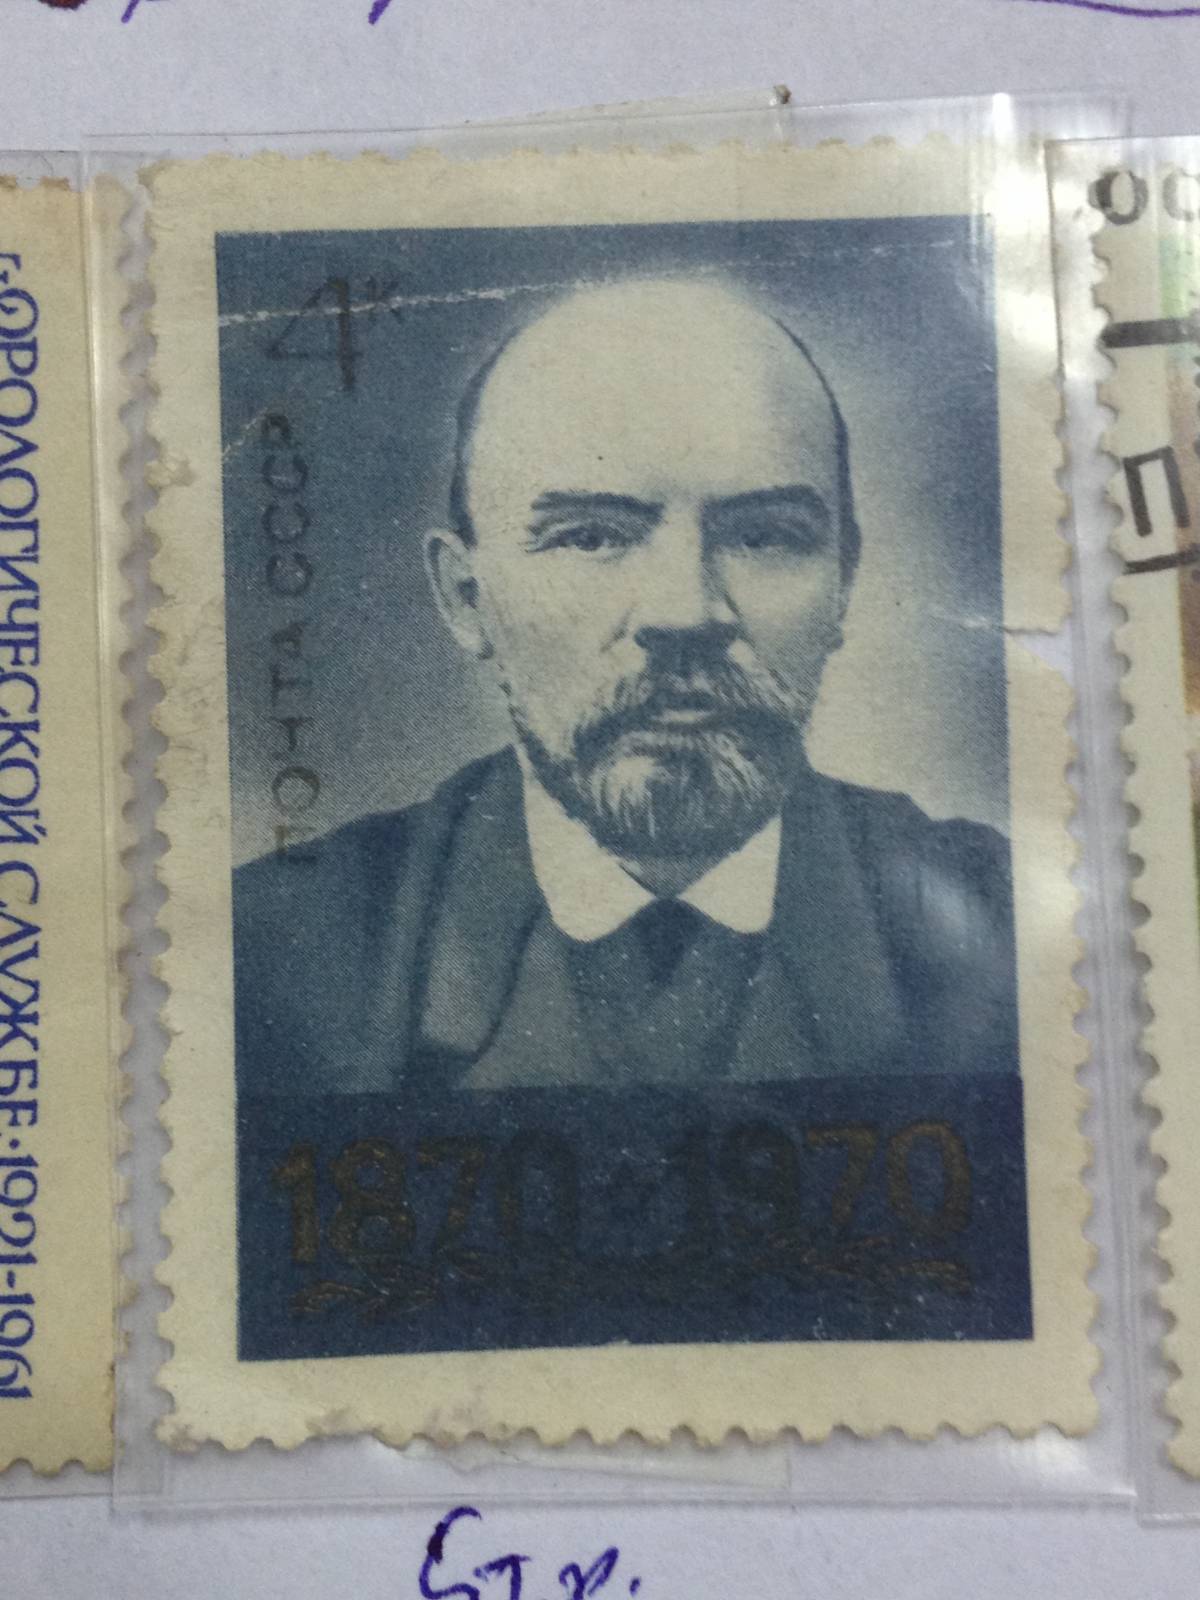 4к
ПОЧТА СССР
1870 * 1970
ОРОЛОГИЧЕСКОЙ СЛУЖБЕ·1921-1961
П